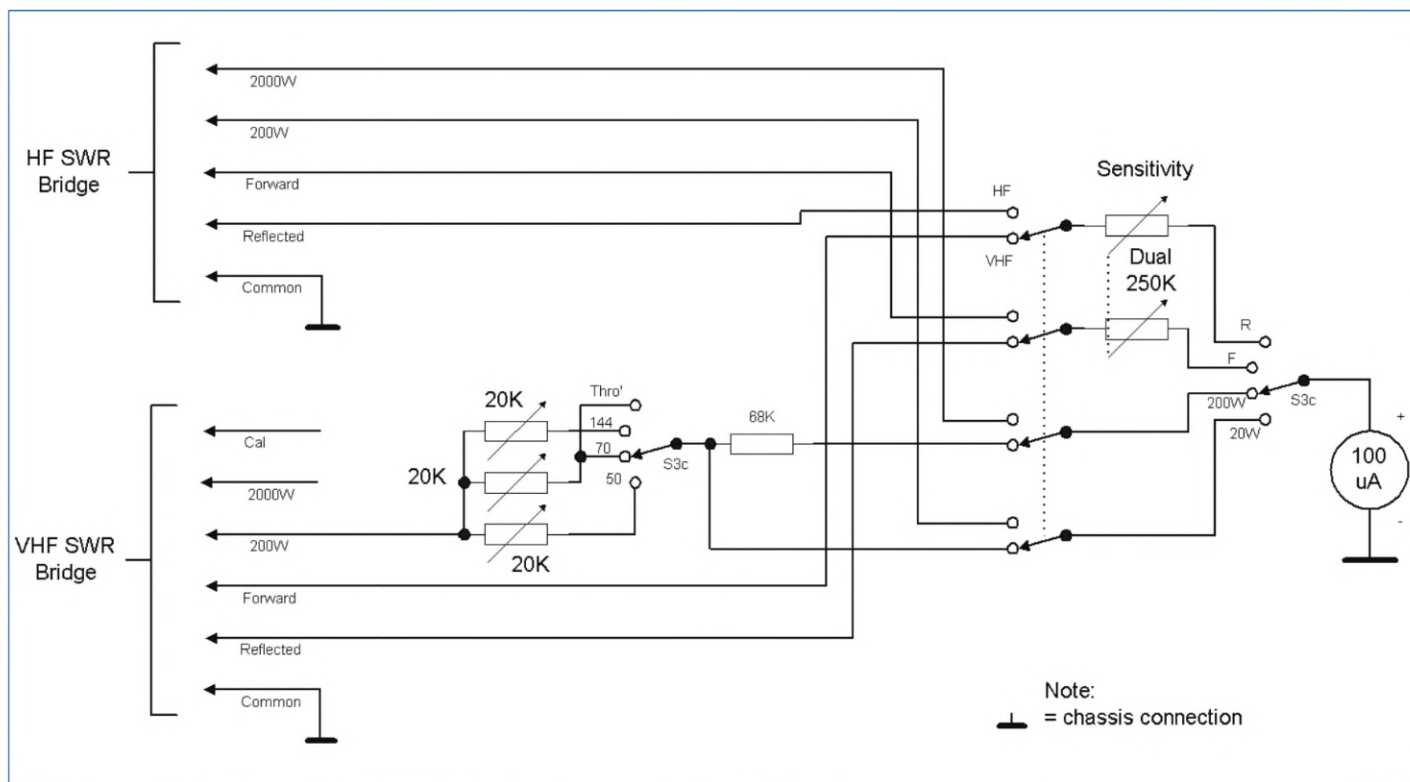 HF SWR
Bridge
2000W
200W
Forward
Reflected
Common
HF
VHF
Sensitivity
Dual
250K
R
F
200W
20W
S3c
+
100
uA
-
VHF SWR
Bridge
Cal
2000W
200W
Forward
Reflected
Common
20K
20K
20K
Thro'
144
70
50
S3c
68K
Note:
= chassis connection